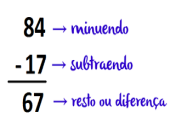 84 → minuendo
-17 → subtraendo
67 → resto ou diferença